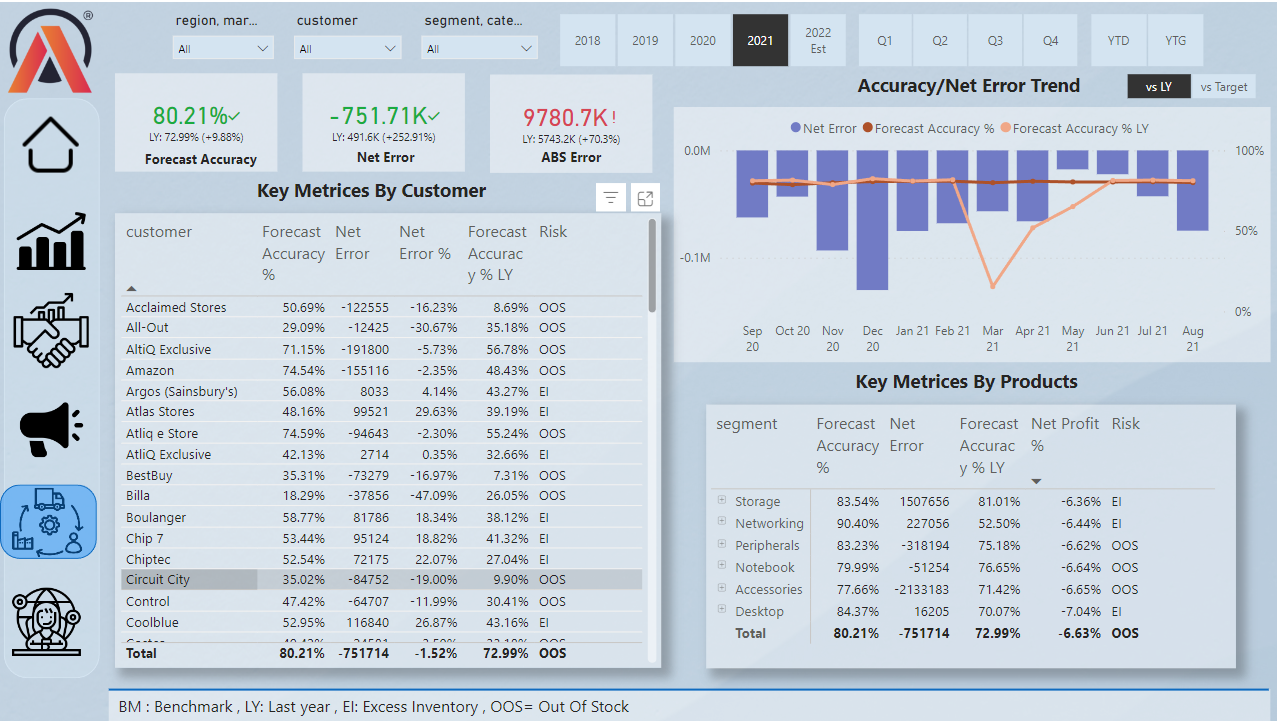 region, mar... customer segment, cate...
All All All
2018 2019 2020 2021 2022 Est Q1 Q2 Q3 Q4 YTD YTG
80.21%
LY: 72.99% (+9.88%)
Forecast Accuracy
-751.71K
LY: 491.6K (+252.91%)
Net Error
9780.7K!
LY: 5743.2K (+70.3%)
ABS Error
Accuracy/Net Error Trend
vs LY vs Target
Net Error Forecast Accuracy % Forecast Accuracy % LY
0.0M 100%
50%
-0.1M
0%
Sep 20 Oct 20 Nov 20 Dec 20 Jan 21 Feb 21 Mar 21 Apr 21 May 21 Jun 21 Jul 21 Aug 21
Key Metrices By Customer
customer Forecast Accuracy % Net Error Net Error % Forecast Accurac y % LY Risk
Acclaimed Stores 50.69% -122555 -16.23% 8.69% OOS
All-Out 29.09% -12425 -30.67% 35.18% OOS
AltiQ Exclusive 71.15% -191800 -5.73% 56.78% OOS
Amazon 74.54% -155116 -2.35% 48.43% OOS
Argos (Sainsbury's) 56.08% 8033 4.14% 43.27% EI
Atlas Stores 48.16% 99521 29.63% 39.19% EI
Atliq e Store 74.59% -94643 -2.30% 55.24% OOS
AtliQ Exclusive 42.13% 2714 0.35% 32.66% EI
BestBuy 35.31% -73279 -16.97% 7.31% OOS
Billa 18.29% -37856 -47.09% 26.05% OOS
Boulanger 58.77% 81786 18.34% 38.12% EI
Chip 7 53.44% 95124 18.82% 41.32% EI
Chiptec 52.54% 72175 22.07% 27.04% EI
Circuit City 35.02% -84752 -19.00% 9.90% OOS
Control 47.42% -64707 -11.99% 30.41% OOS
Coolblue 52.95% 116840 26.87% 43.16% EI
Total 80.21% -751714 -1.52% 72.99% OOS
Key Metrices By Products
segment Forecast Accuracy % Net Error Forecast Accurac y % LY Net Profit % Risk
Storage 83.54% 1507656 81.01% -6.36% EI
Networking 90.40% 227056 52.50% -6.44% EI
Peripherals 83.23% -318194 75.18% -6.62% OOS
Notebook 79.99% -51254 76.65% -6.64% OOS
Accessories 77.66% -2133183 71.42% -6.65% OOS
Desktop 84.37% 16205 70.07% -7.04% EI
Total 80.21% -751714 72.99% -6.63% OOS
BM : Benchmark , LY: Last year , EI: Excess Inventory , OOS= Out Of Stock